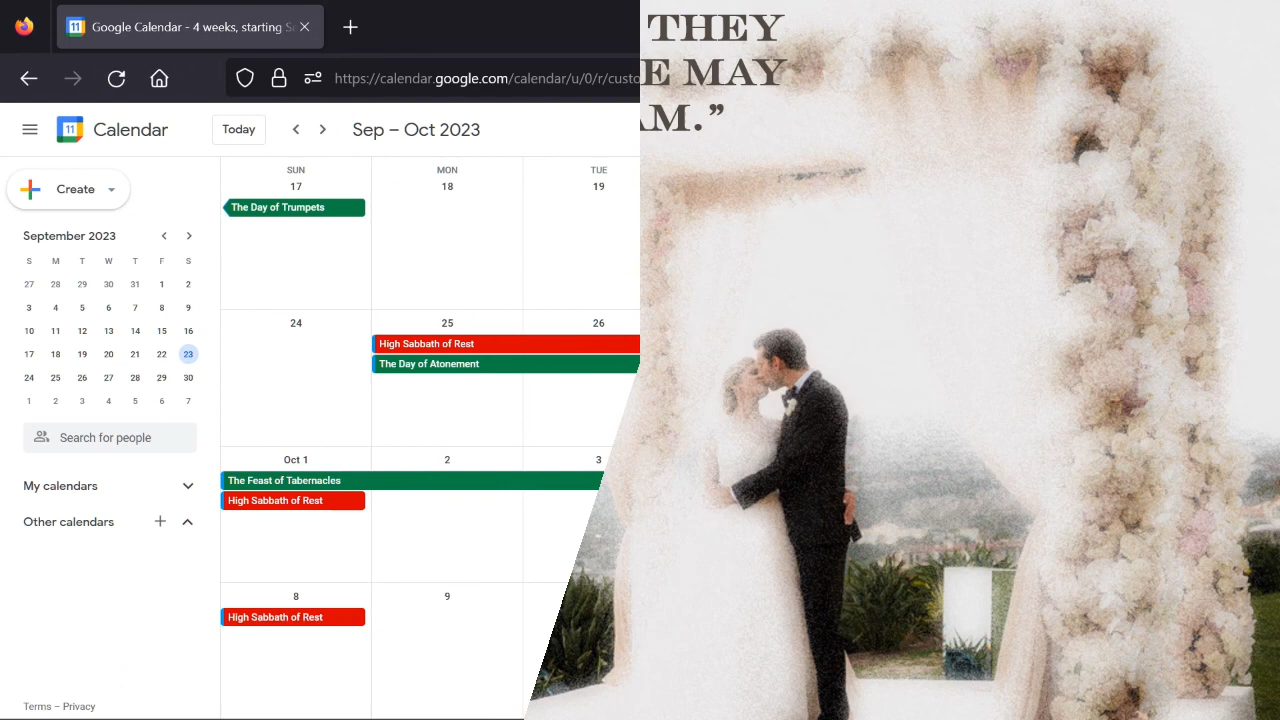 Google Calendar - 4 weeks, starting S
https://calendar.google.com/calendar/u/0/r/custo
11
Calendar
Today
Sep – Oct 2023
Create
September 2023
S M T W T F S
27 28 29 30 31 1 2
3 4 5 6 7 8 9
10 11 12 13 14 15 16
17 18 19 20 21 22 23
24 25 26 27 28 29 30
1 2 3 4 5 6 7
Search for people
My calendars
Other calendars
Terms – Privacy
SUN MON TUE
17 18 19
The Day of Trumpets
24 25 26
High Sabbath of Rest
The Day of Atonement
Oct 1 2 3
The Feast of Tabernacles
High Sabbath of Rest
8 9
High Sabbath of Rest
THEY
E MAY
AM.”